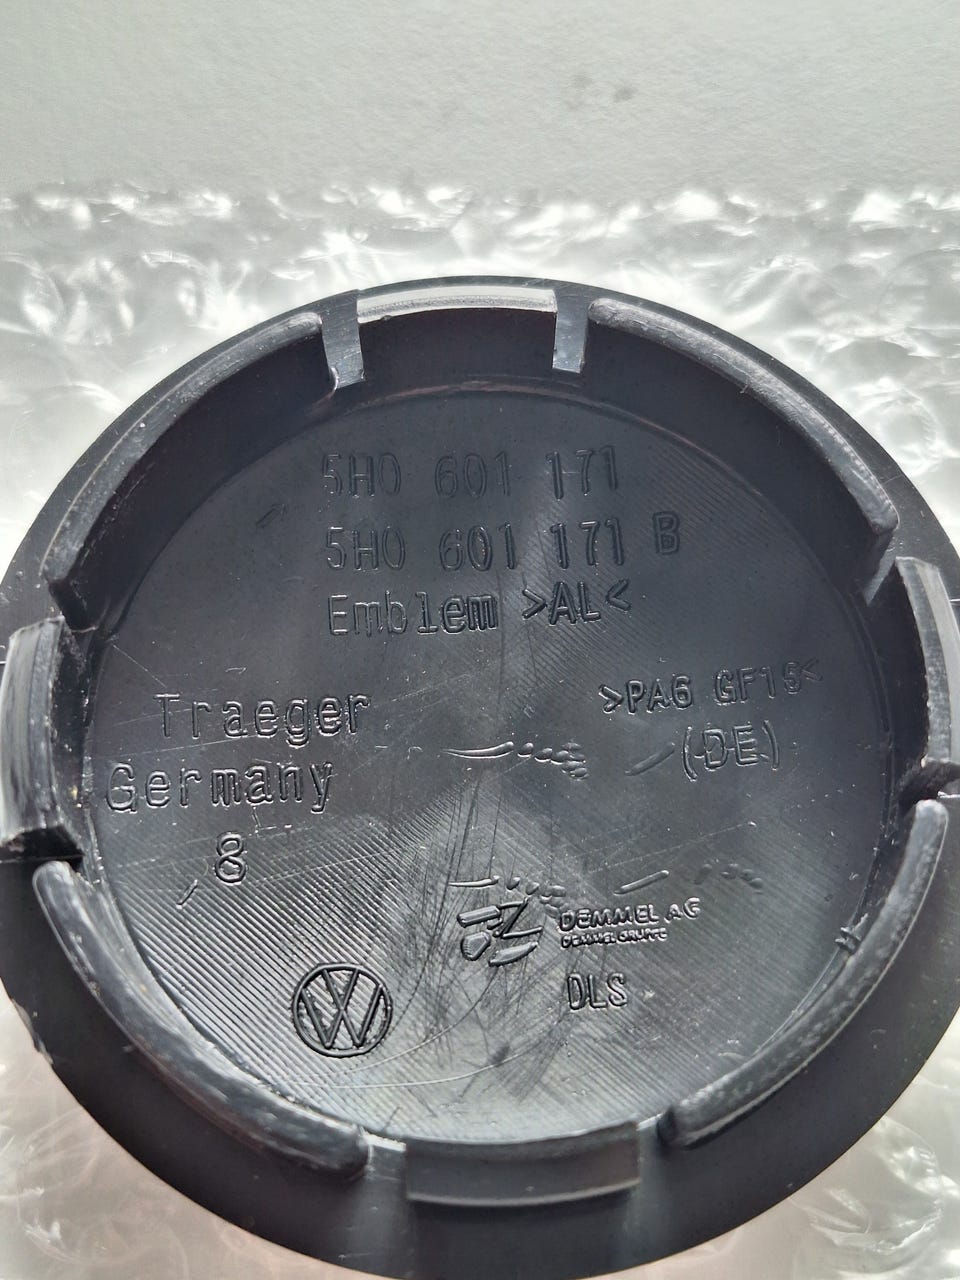 5H0 601 171
5H0 601 171 B
Emblem >AL<
Traeger
Germany
8
>PA6 GF15<
(DE)
DEMMEL AG
DEMMEL GRUPPE
DLS